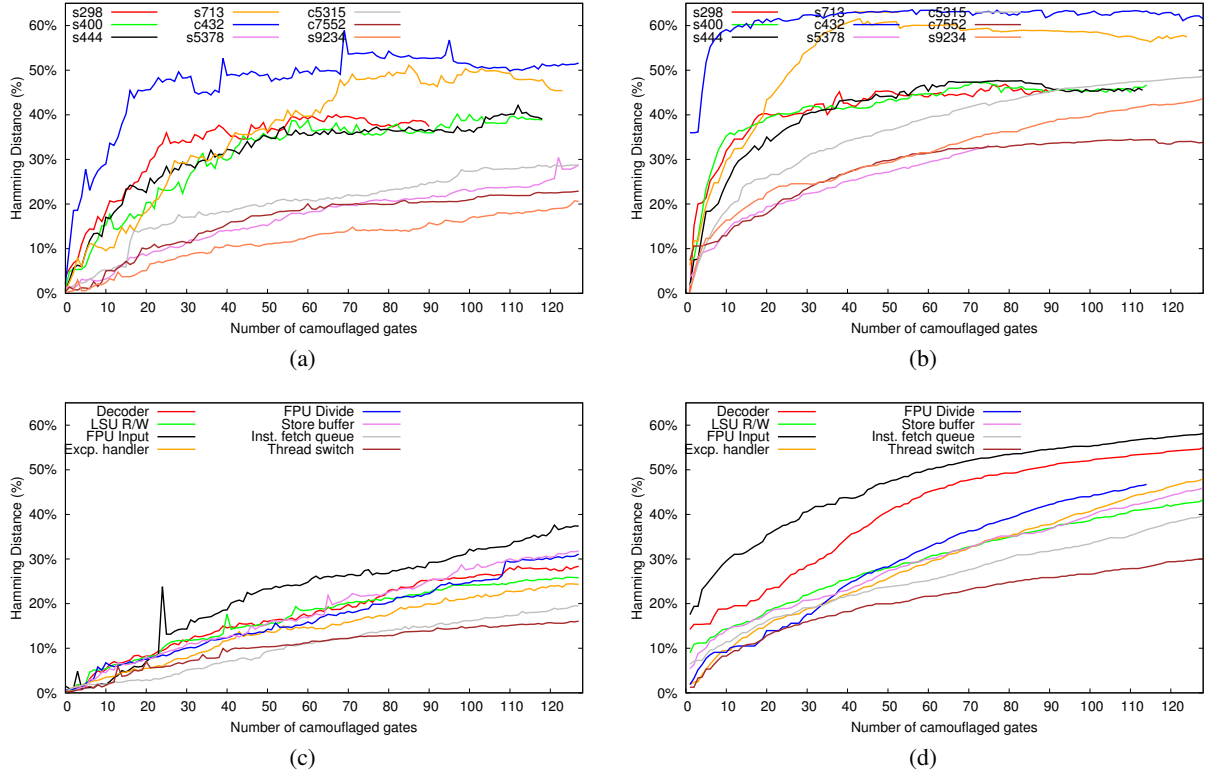 s298 s713 c5315
s400 c432 c7552
s444 s5378 s9234
60%
50%
40%
30%
20%
10%
0%
Hamming Distance (%)
0 10 20 30 40 50 60 70 80 90 100 110 120
Number of camouflaged gates
(a)
s298 s713 c5315
s400 c432 c7552
s444 s5378 s9234
60%
50%
40%
30%
20%
10%
0%
Hamming Distance (%)
10 20 30 40 50 60 70 80 90 100 110 120
Number of camouflaged gates
(b)
Decoder FPU Divide
LSU R/W Store buffer
FPU Input Inst. fetch queue
Excp. handler Thread switch
60%
50%
40%
30%
20%
10%
0%
Hamming Distance (%)
0 10 20 30 40 50 60 70 80 90 100 110 120
Number of camouflaged gates
(c)
Decoder FPU Divide
LSU R/W Store buffer
FPU Input Inst. fetch queue
Excp. handler Thread switch
60%
50%
40%
30%
20%
10%
0%
Hamming Distance (%)
10 20 30 40 50 60 70 80 90 100 110 120
Number of camouflaged gates
(d)